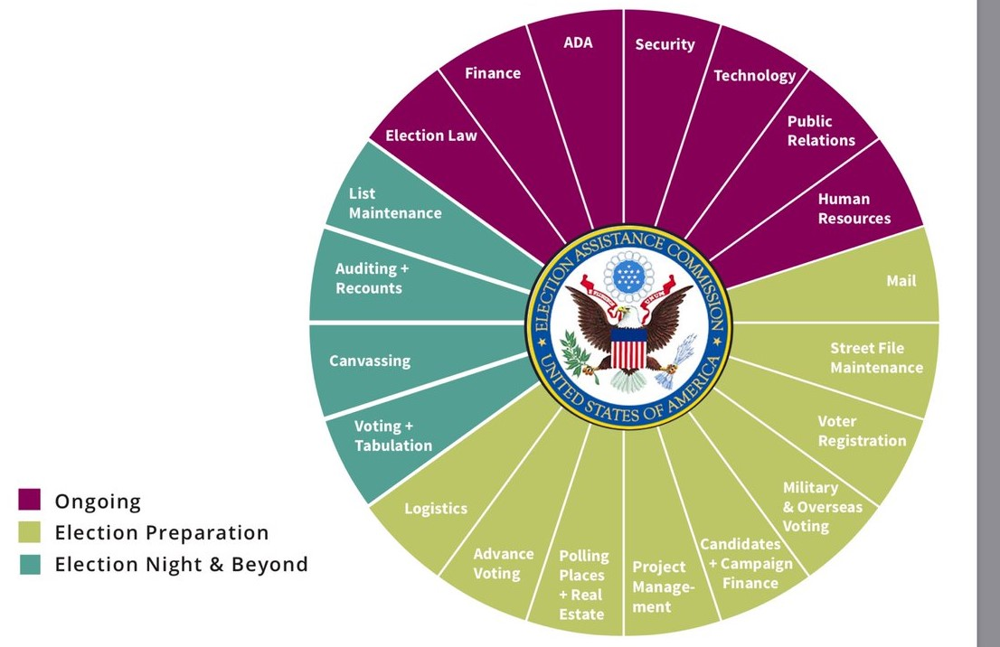 ADA
Security
Finance
Technology
Election Law
Public
Relations
Human
Resources
List
Maintenance
Auditing +
Recounts
Mail
Canvassing
Street File
Maintenance
Voting +
Tabulation
Voter
Registration
Military
& Overseas
Voting
Logistics
Candidates
+ Campaign
Finance
Advance
Voting
Polling
Places
+ Real
Estate
Project
Manage-
ment
ELECTION ASSISTANCE COMMISSION
UNITED STATES OF AMERICA
Ongoing
Election Preparation
Election Night & Beyond